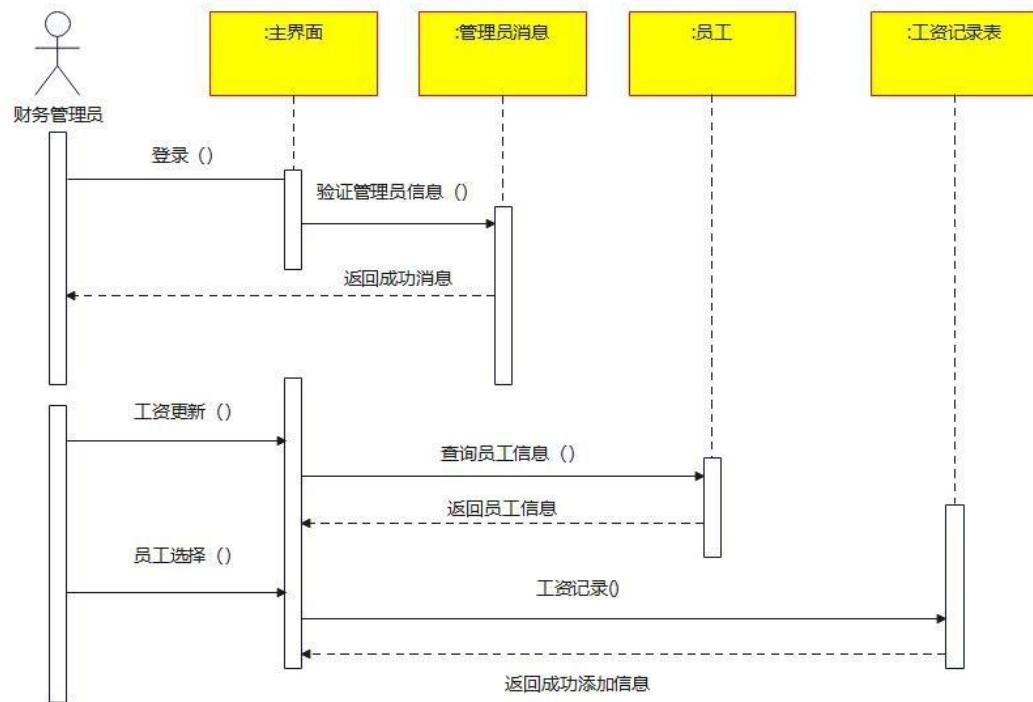 :主界面
:管理员消息
:员工
:工资记录表
财务管理员
登录（）
验证管理员信息（）
返回成功消息
工资更新（）
查询员工信息（）
返回员工信息
员工选择（）
工资记录()
返回成功添加信息